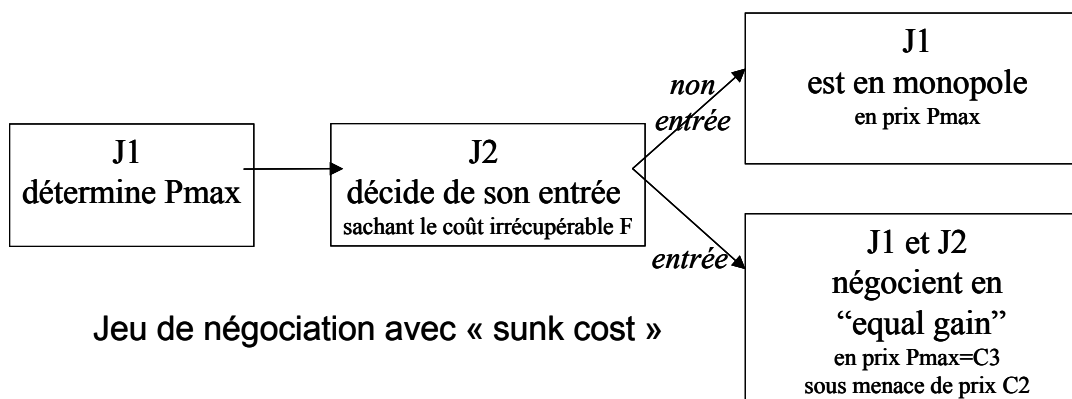 J1
détermine Pmax
J2
décide de son entrée
sachant le coût irrécupérable F
non
entrée
entrée
J1
est en monopole
en prix Pmax
J1 et J2
négocient en
“equal gain”
en prix Pmax=C3
sous menace de prix C2
Jeu de négociation avec « sunk cost »